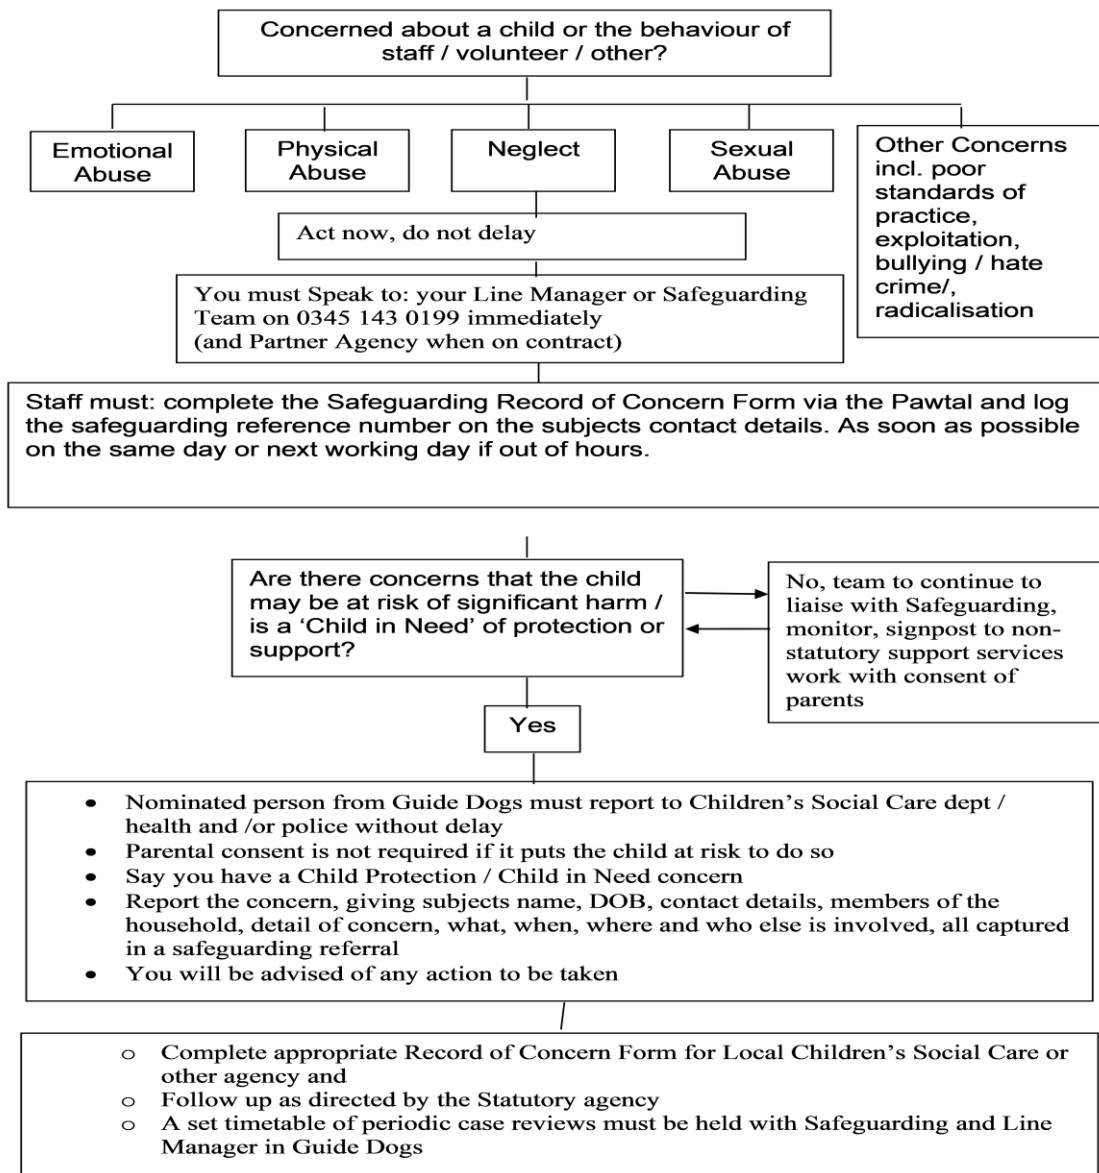 Concerned about a child or the behaviour of
staff / volunteer / other?
Emotional
Abuse
Physical
Abuse
Neglect
Sexual
Abuse
Other Concerns
incl. poor
standards of
practice,
exploitation,
bullying / hate
crime/,
radicalisation
Act now, do not delay
You must Speak to: your Line Manager or Safeguarding
Team on 0345 143 0199 immediately
(and Partner Agency when on contract)
Staff must: complete the Safeguarding Record of Concern Form via the Pawtal and log
the safeguarding reference number on the subjects contact details. As soon as possible
on the same day or next working day if out of hours.
Are there concerns that the child
may be at risk of significant harm /
is a ‘Child in Need’ of protection or
support?
No, team to continue to
liaise with Safeguarding,
monitor, signpost to non-
statutory support services
work with consent of
parents
Yes
• Nominated person from Guide Dogs must report to Children’s Social Care dept /
health and /or police without delay
• Parental consent is not required if it puts the child at risk to do so
• Say you have a Child Protection / Child in Need concern
• Report the concern, giving subjects name, DOB, contact details, members of the
household, detail of concern, what, when, where and who else is involved, all captured
in a safeguarding referral
• You will be advised of any action to be taken
o Complete appropriate Record of Concern Form for Local Children’s Social Care or
other agency and
o Follow up as directed by the Statutory agency
o A set timetable of periodic case reviews must be held with Safeguarding and Line
Manager in Guide Dogs